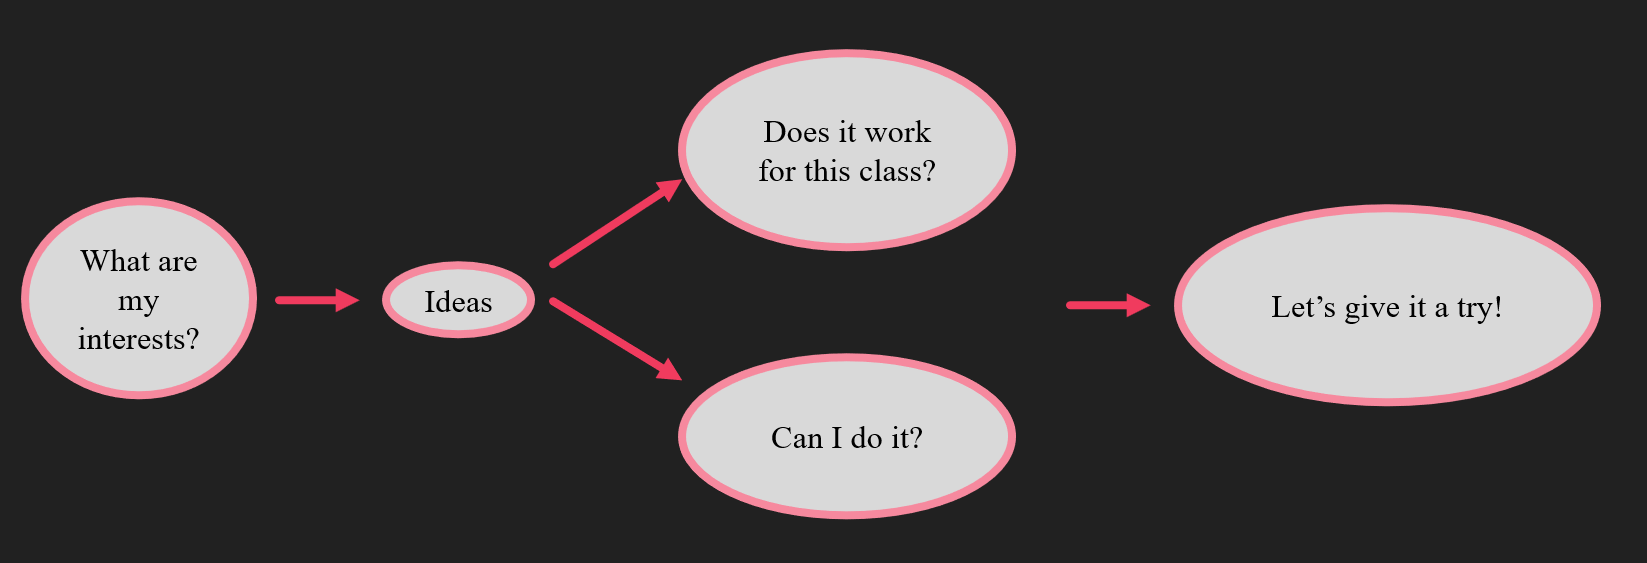 What are
my
interests?
Ideas
Does it work
for this class?
Can I do it?
Let’s give it a try!